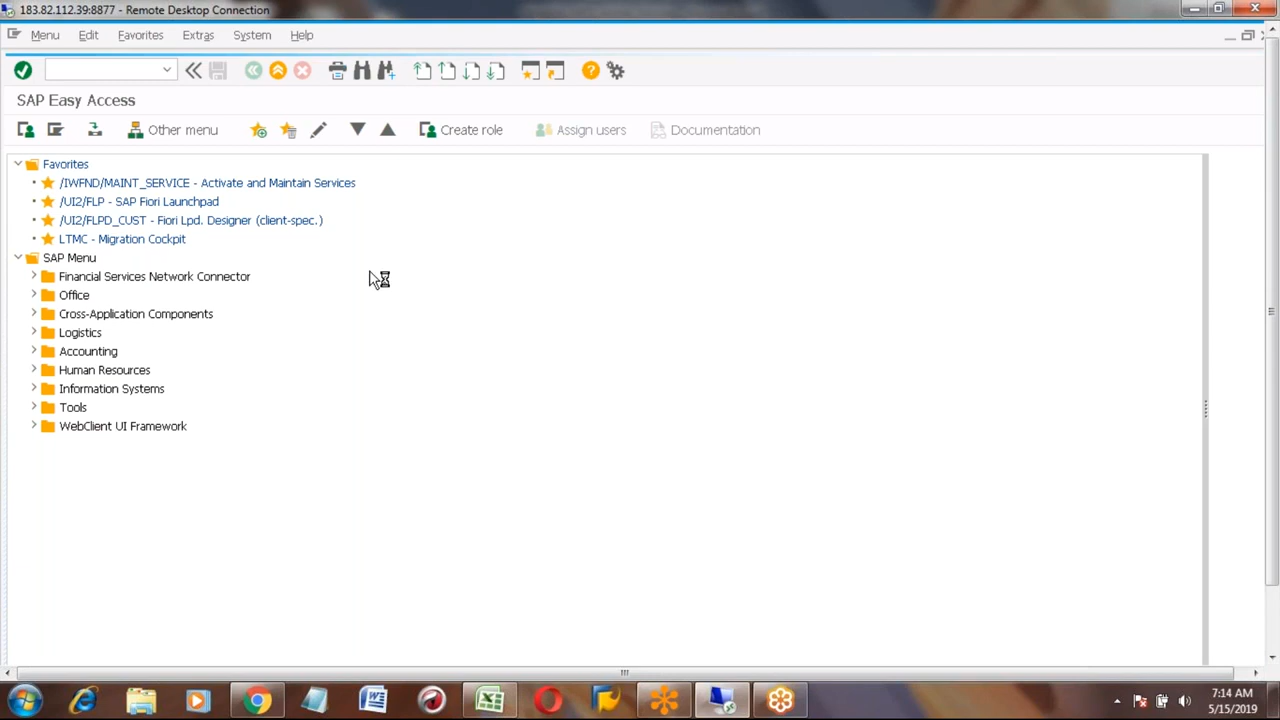 183.82.112.39:8877 - Remote Desktop Connection
Menu Edit Favorites Extras System Help
SAP Easy Access
Other menu Create role Assign users Documentation
Favorites
/IWFND/MAINT_SERVICE - Activate and Maintain Services
/UI2/FLP - SAP Fiori Launchpad
/UI2/FLPD_CUST - Fiori Lpd. Designer (client-spec.)
LTMC - Migration Cockpit
SAP Menu
Financial Services Network Connector
Office
Cross-Application Components
Logistics
Accounting
Human Resources
Information Systems
Tools
WebClient UI Framework
7:14 AM
5/15/2019